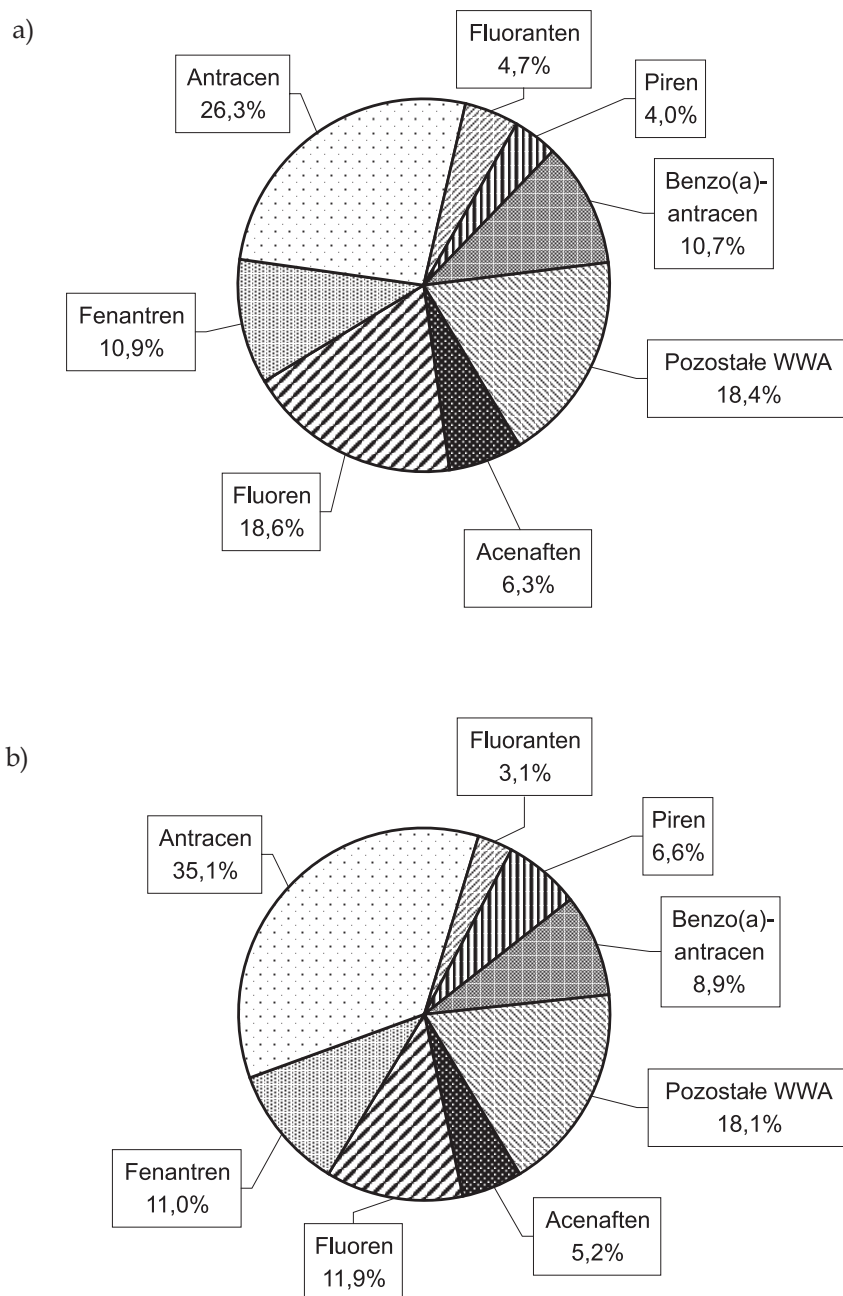 a)
Fluoranten
4,7%
Antracen
26,3%
Piren
4,0%
Benzo(a)-
antracen
10,7%
Fenantren
10,9%
Pozostałe WWA
18,4%
Fluoren
18,6%
Acenaften
6,3%
b)
Fluoranten
3,1%
Antracen
35,1%
Piren
6,6%
Benzo(a)-
antracen
8,9%
Pozostałe WWA
18,1%
Fenantren
11,0%
Acenaften
5,2%
Fluoren
11,9%